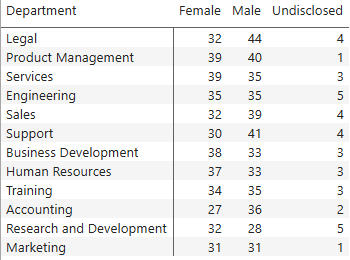 Department Female Male Undisclosed
Legal 32 44 4
Product Management 39 40 1
Services 39 35 3
Engineering 35 35 5
Sales 32 39 4
Support 30 41 4
Business Development 38 33 3
Human Resources 37 33 3
Training 34 35 3
Accounting 27 36 2
Research and Development 32 28 5
Marketing 31 31 1